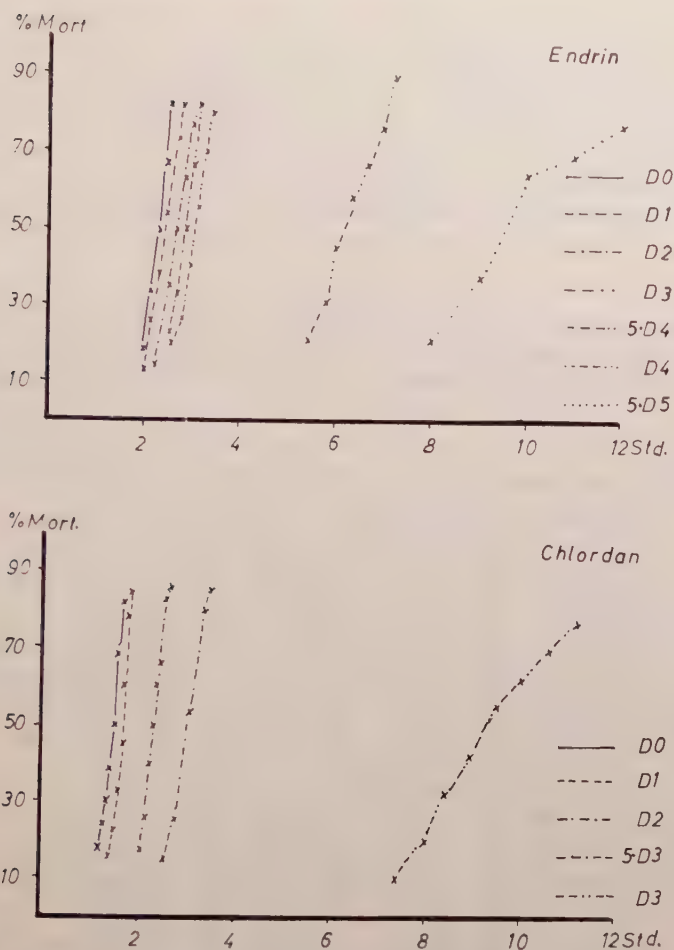 % Mort
Endrin
90
70
50
30
10
D0
D1
D2
D3
5·D4
D4
5·D5
2 4 6 8 10 12 Std.
% Mort.
Chlordan
90
70
50
30
10
D0
D1
D2
5·D3
D3
2 4 6 8 10 12 Std.